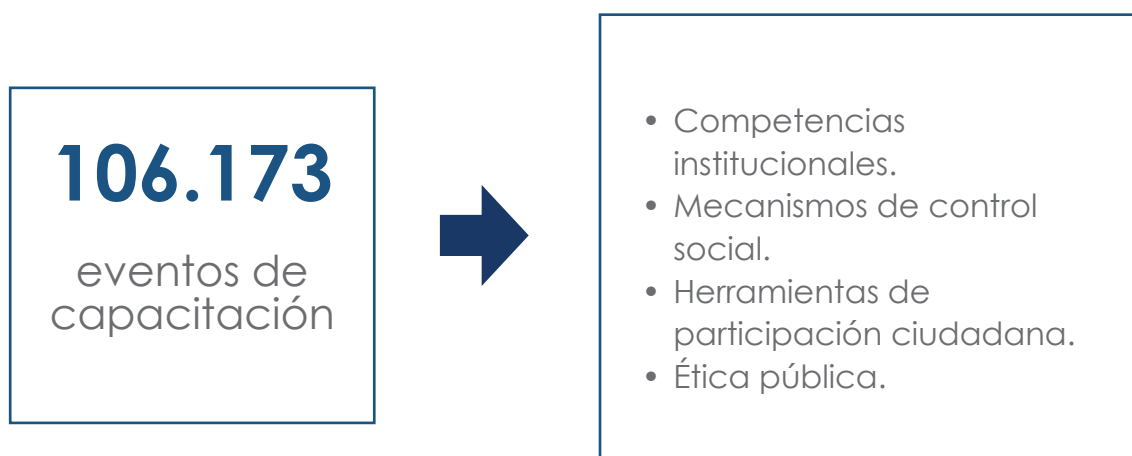 106.173
eventos de
capacitación
• Competencias
institucionales.
• Mecanismos de control
social.
• Herramientas de
participación ciudadana.
• Ética pública.